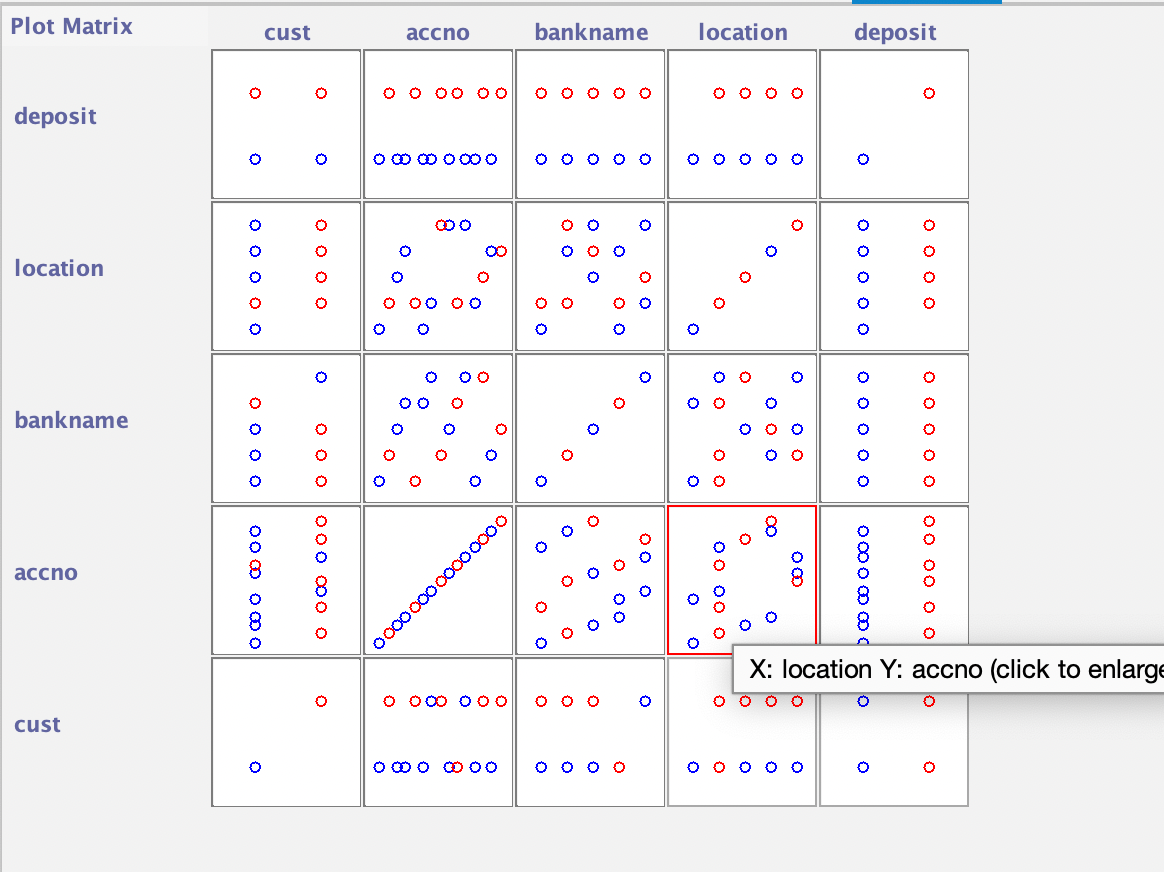 Plot Matrix
cust accno bankname location deposit
deposit
location
bankname
accno
X: location Y: accno (click to enlarge
cust